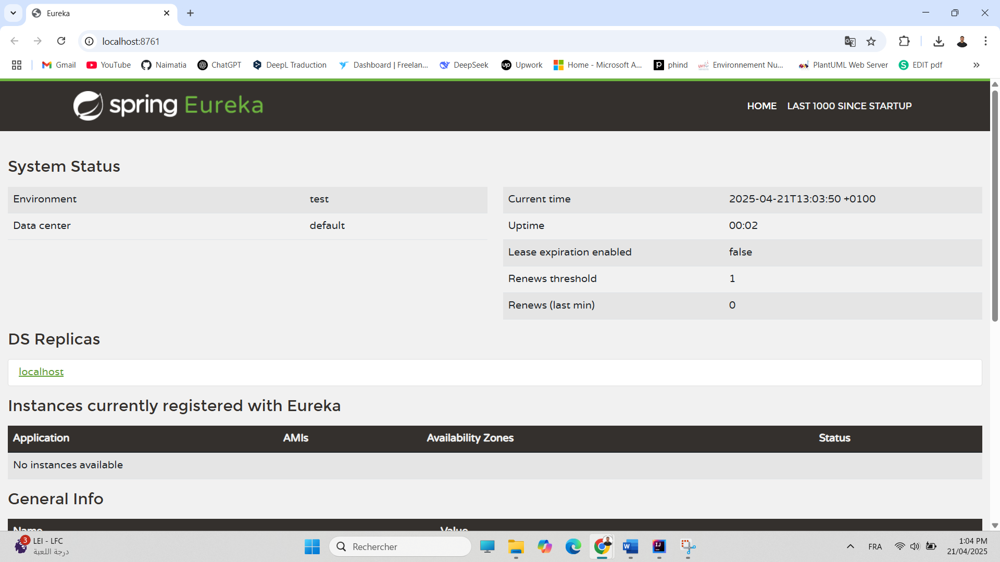 Eureka
localhost:8761
Gmail YouTube Naimatia ChatGPT DeepL Traduction Dashboard | Freelan... DeepSeek Upwork Home - Microsoft A... phind Environnement Nu... PlantUML Web Server EDIT pdf
spring Eureka
HOME LAST 1000 SINCE STARTUP
System Status
Environment test
Data center default
Current time 2025-04-21T13:03:50 +0100
Uptime 00:02
Lease expiration enabled false
Renews threshold 1
Renews (last min) 0
DS Replicas
localhost
Instances currently registered with Eureka
Application AMIs Availability Zones Status
No instances available
General Info
Name Value
3 LEI - LFC
درجة اللعبة
Rechercher
FRA
1:04 PM
21/04/2025